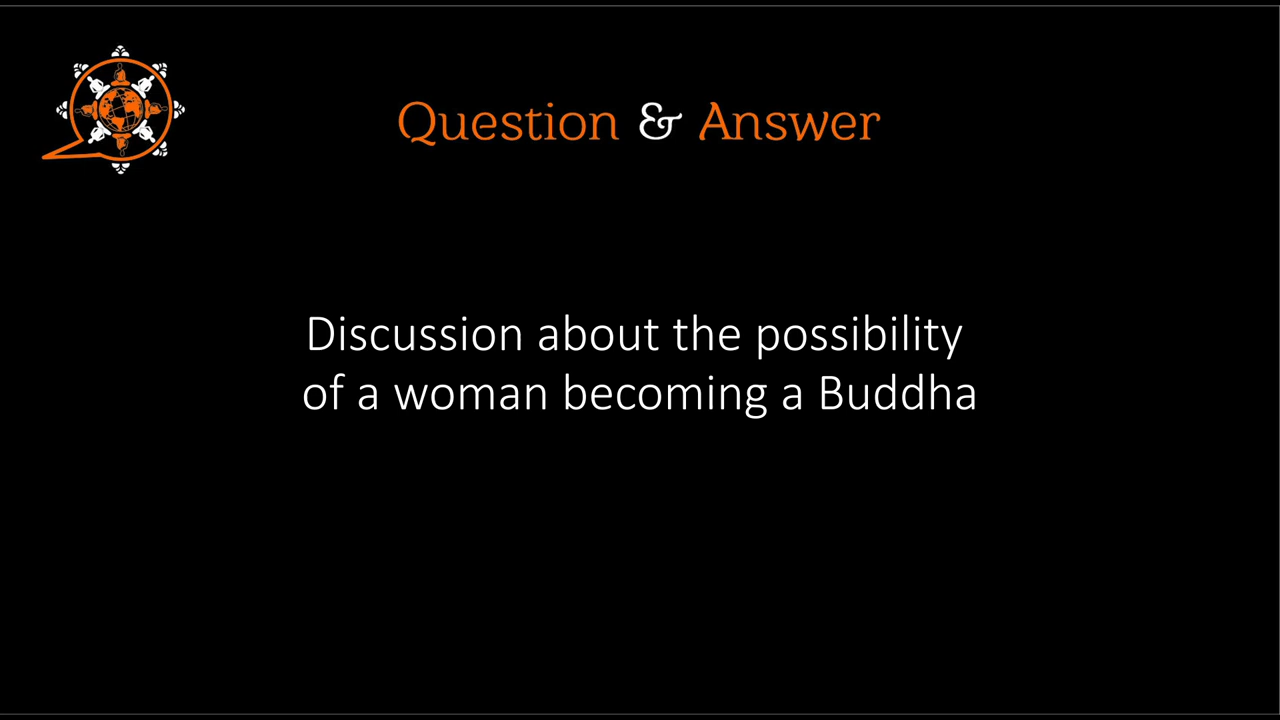 Question & Answer
Discussion about the possibility
of a woman becoming a Buddha